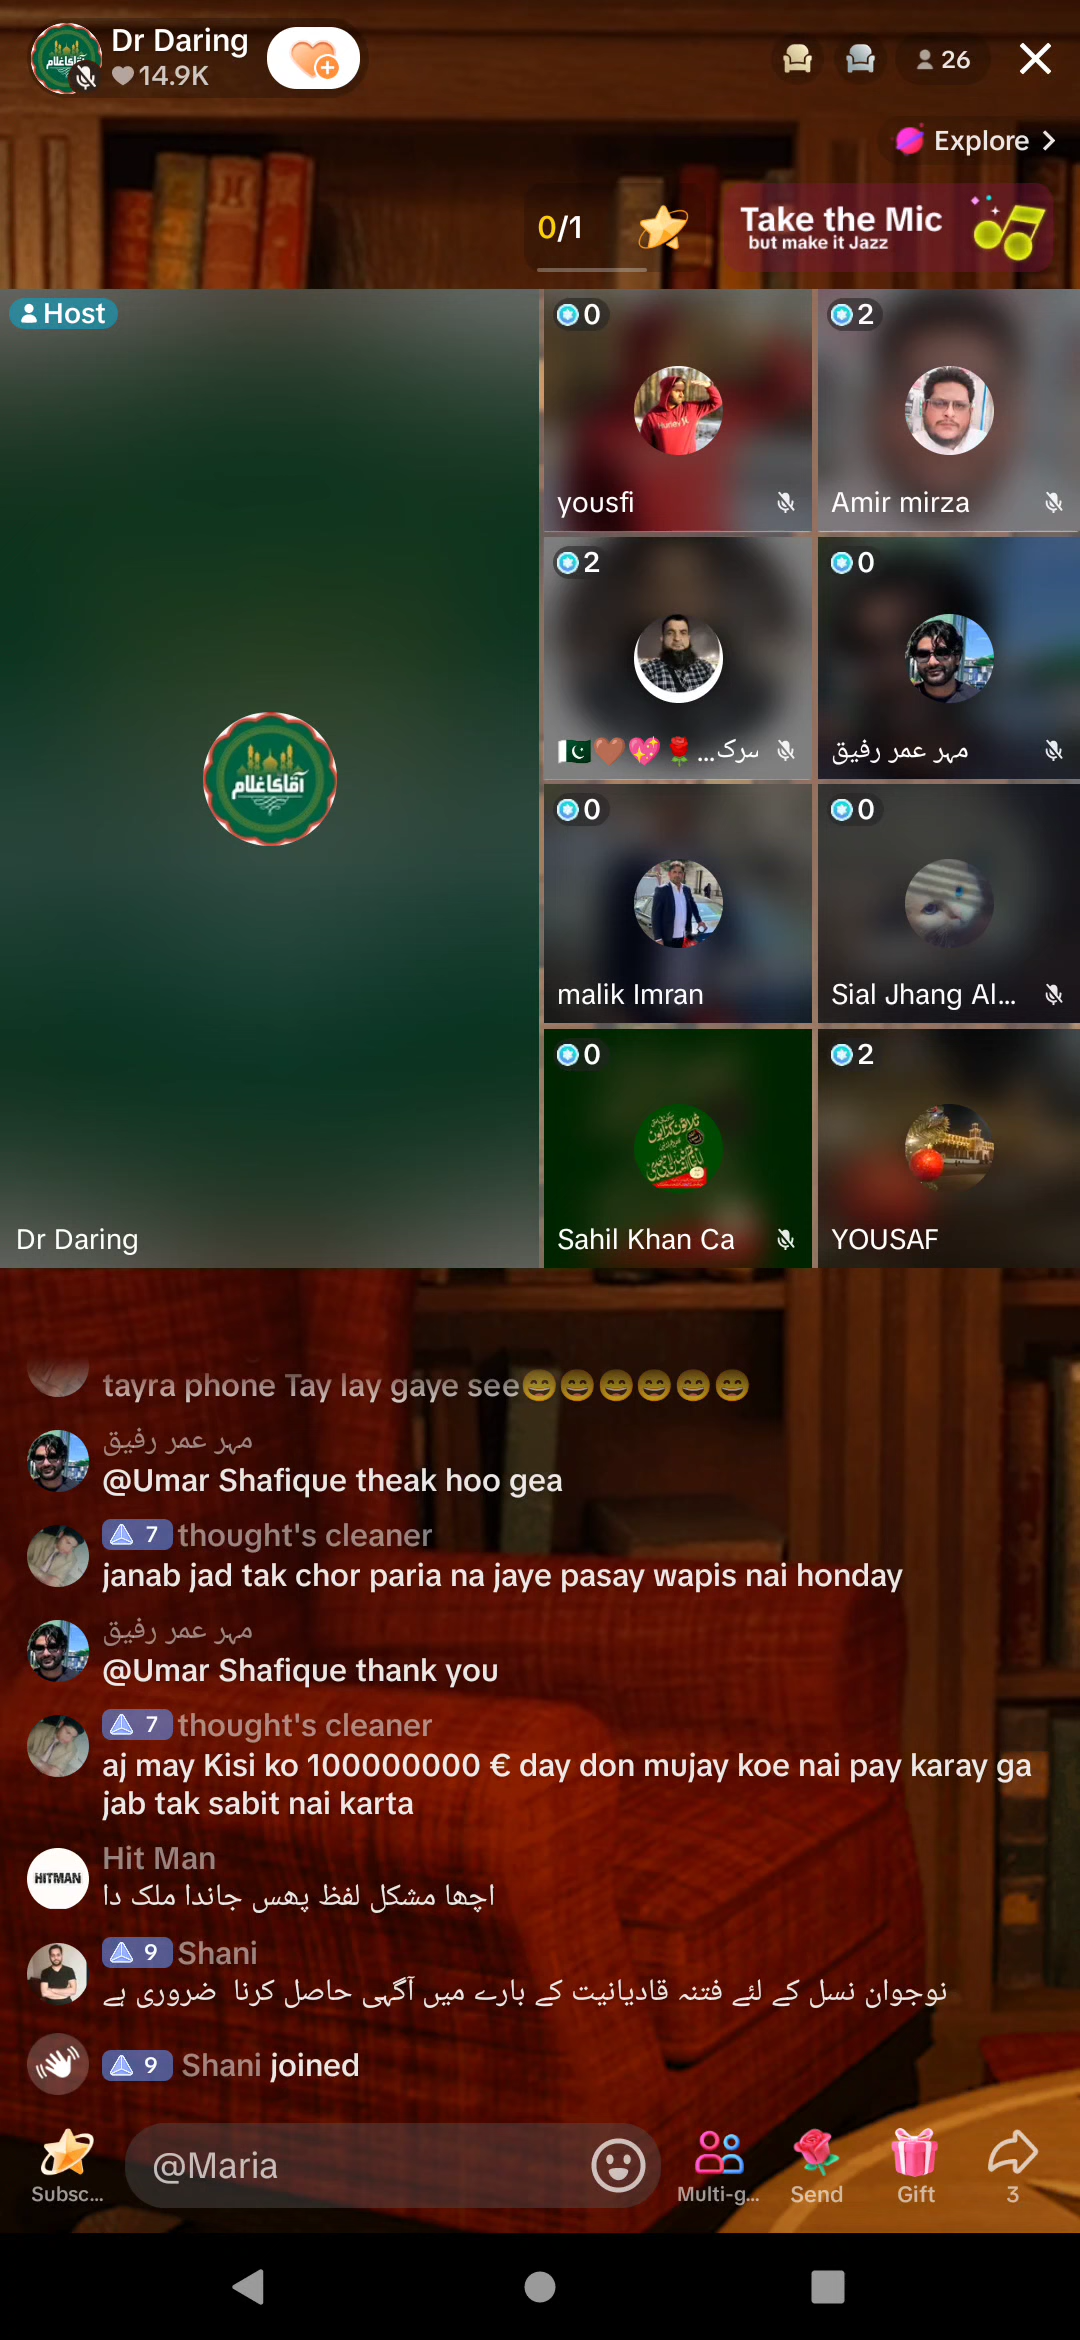 Dr Daring
14.9K
26
Explore
0/1
Take the Mic
but make it Jazz
Host
آقا کا غلام
Dr Daring
0
yousfi
2
Amir mirza
2
🇵🇰🤎💖🌹...سرک
0
مہر عمر رفیق
0
malik Imran
0
Sial Jhang Al...
0
Sahil Khan Ca
2
YOUSAF
tayra phone Tay lay gaye see😄😄😄😄😄😄
مہر عمر رفیق
@Umar Shafique theak hoo gea
7 thought's cleaner
janab jad tak chor paria na jaye pasay wapis nai honday
مہر عمر رفیق
@Umar Shafique thank you
7 thought's cleaner
aj may Kisi ko 100000000 € day don mujay koe nai pay karay ga
jab tak sabit nai karta
Hit Man
HITMAN
اچھا مشکل لفظ پھس جاندا ملک دا
9 Shani
نوجوان نسل کے لئے فتنہ قادیانیت کے بارے میں آگہی حاصل کرنا ضروری ہے
9 Shani joined
@Maria
Subsc...
Multi-g...
Send
Gift
3